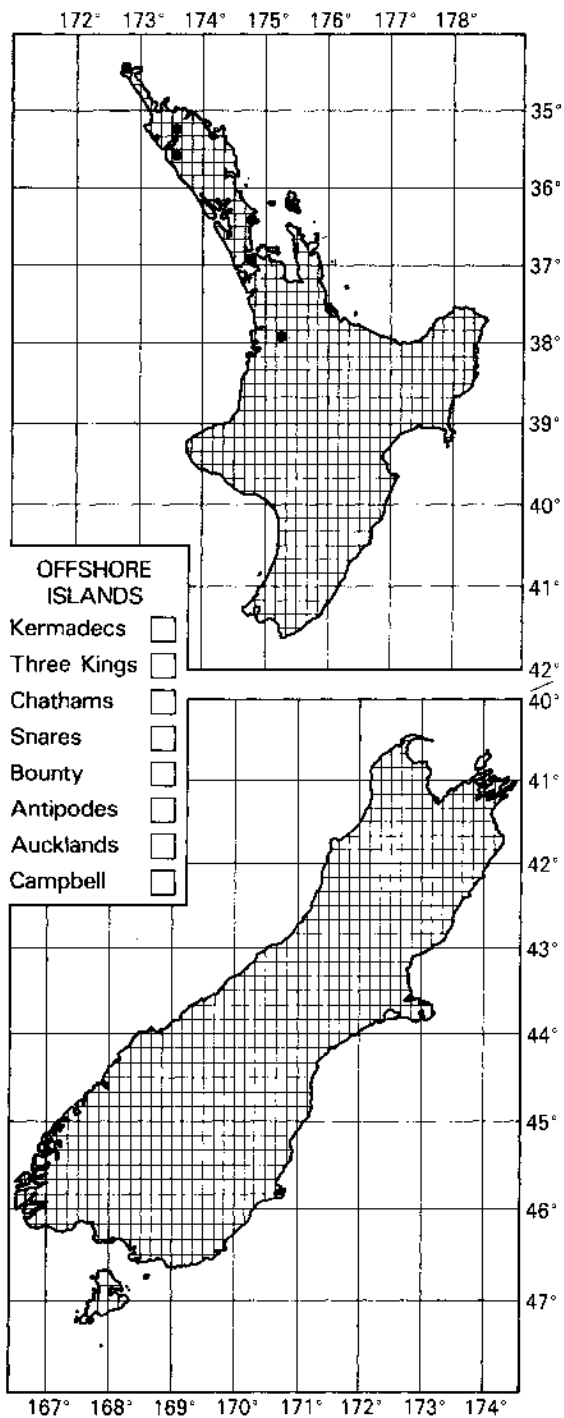 172° 173° 174° 175° 176° 177° 178°
35°
36°
37°
38°
39°
40°
41°
42°
OFFSHORE
ISLANDS
Kermadecs
Three Kings
Chathams
Snares
Bounty
Antipodes
Aucklands
Campbell
40°
41°
42°
43°
44°
45°
46°
47°
167° 168° 169° 170° 171° 172° 173° 174°